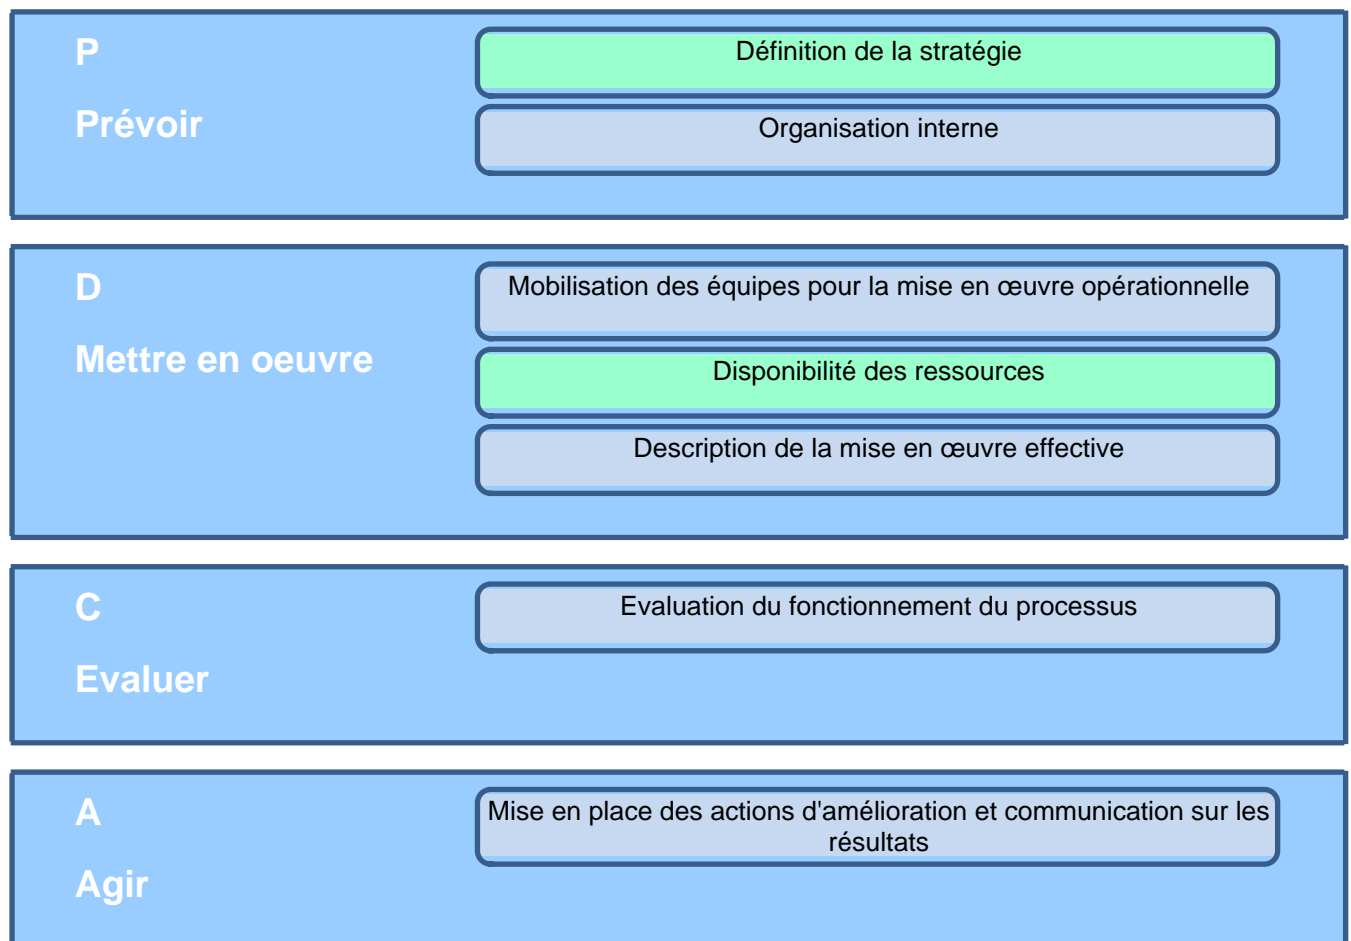 P
Prévoir
Définition de la stratégie
Organisation interne
D
Mettre en oeuvre
Mobilisation des équipes pour la mise en œuvre opérationnelle
Disponibilité des ressources
Description de la mise en œuvre effective
C
Evaluer
Evaluation du fonctionnement du processus
A
Agir
Mise en place des actions d'amélioration et communication sur les
résultats